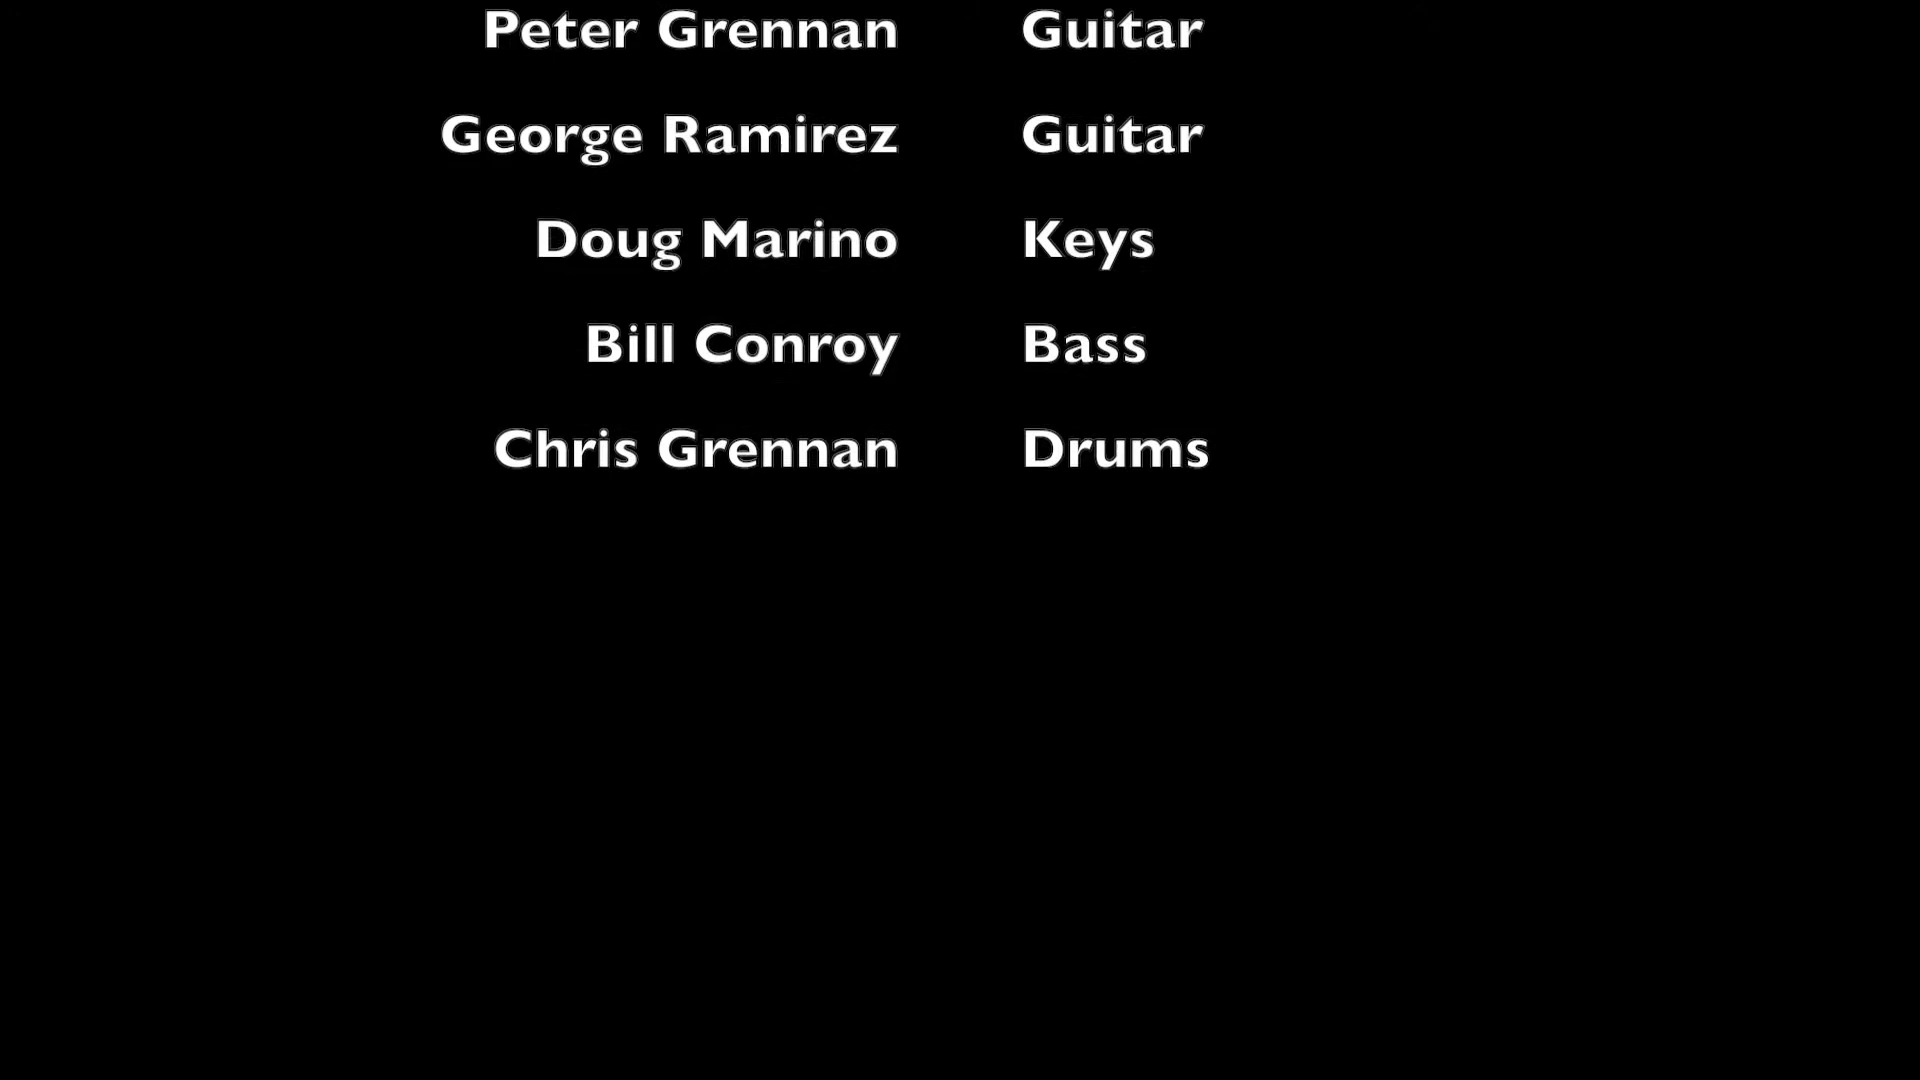 Peter Grennan Guitar
George Ramirez Guitar
Doug Marino Keys
Bill Conroy Bass
Chris Grennan Drums